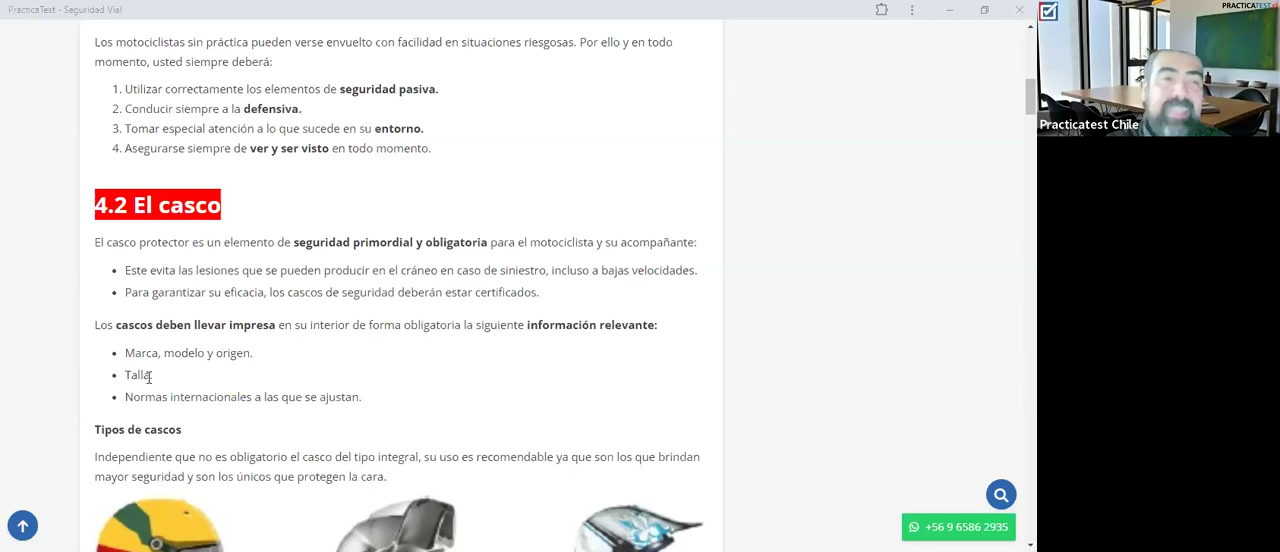 PracticaTest - Seguridad Vial
PRACTICATEST
Los motociclistas sin práctica pueden verse envuelto con facilidad en situaciones riesgosas. Por ello y en todo
momento, usted siempre deberá:
1. Utilizar correctamente los elementos de seguridad pasiva.
2. Conducir siempre a la defensiva.
3. Tomar especial atención a lo que sucede en su entorno.
4. Asegurarse siempre de ver y ser visto en todo momento.
Practicatest Chile
4.2 El casco
El casco protector es un elemento de seguridad primordial y obligatoria para el motociclista y su acompañante:
• Este evita las lesiones que se pueden producir en el cráneo en caso de siniestro, incluso a bajas velocidades.
• Para garantizar su eficacia, los cascos de seguridad deberán estar certificados.
Los cascos deben llevar impresa en su interior de forma obligatoria la siguiente información relevante:
• Marca, modelo y origen.
• Talla.
• Normas internacionales a las que se ajustan.
Tipos de cascos
Independiente que no es obligatorio el casco del tipo integral, su uso es recomendable ya que son los que brindan
mayor seguridad y son los únicos que protegen la cara.
+56 9 6586 2935